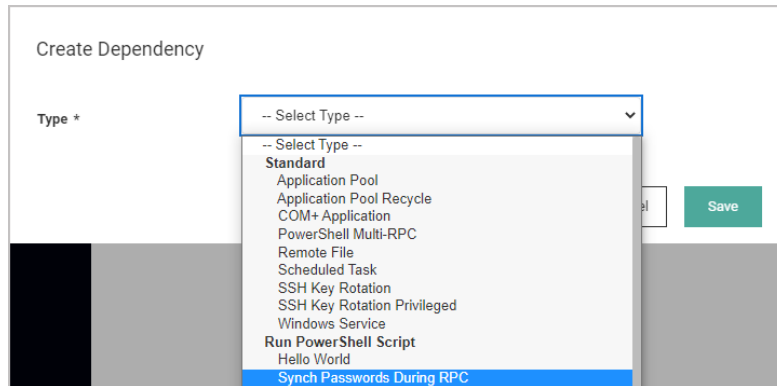 Create Dependency
Type *
-- Select Type --
-- Select Type --
Standard
Application Pool
Application Pool Recycle
COM+ Application
PowerShell Multi-RPC
Remote File
Scheduled Task
SSH Key Rotation
SSH Key Rotation Privileged
Windows Service
Run PowerShell Script
Hello World
Synch Passwords During RPC
Save